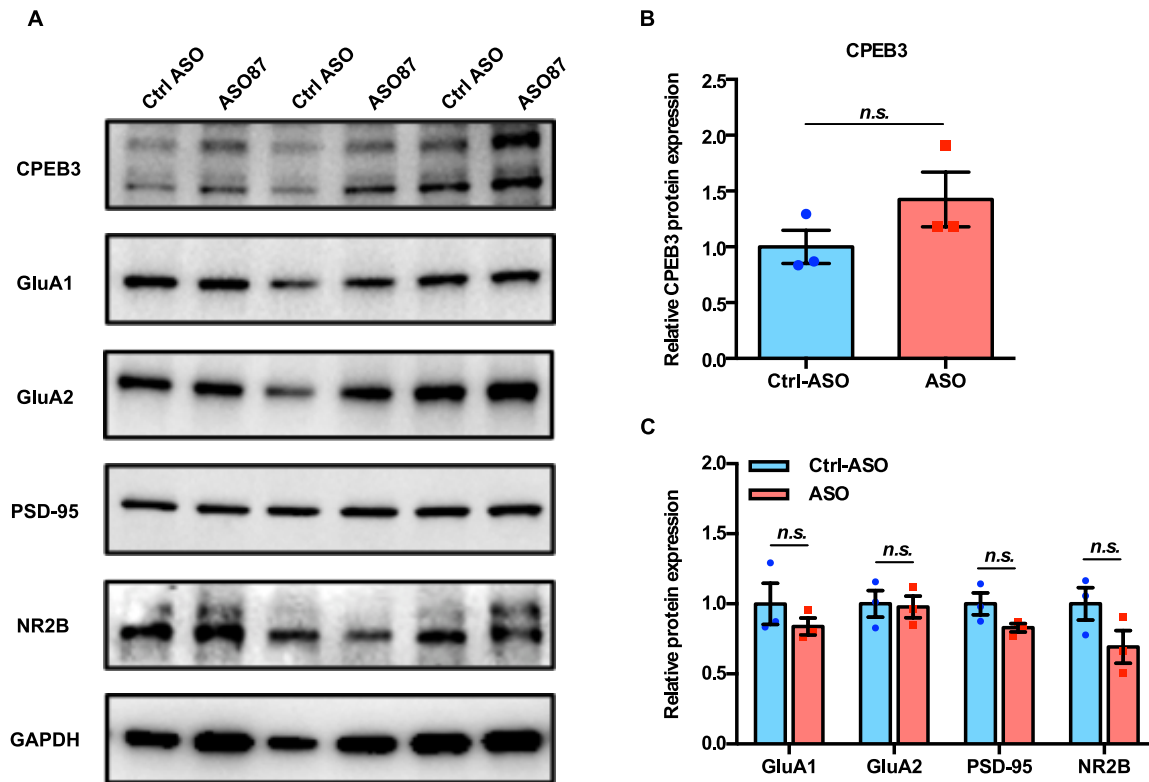 A
Ctrl ASO
ASO87
Ctrl ASO
ASO87
Ctrl ASO
ASO87
CPEB3
GluA1
GluA2
PSD-95
NR2B
GAPDH
B
CPEB3
Relative CPEB3 protein expression
2.5
2.0
1.5
1.0
0.5
0.0
n.s.
Ctrl-ASO ASO
C
Relative protein expression
2.0
1.5
1.0
0.5
0.0
Ctrl-ASO
ASO
n.s. n.s. n.s. n.s.
GluA1 GluA2 PSD-95 NR2B